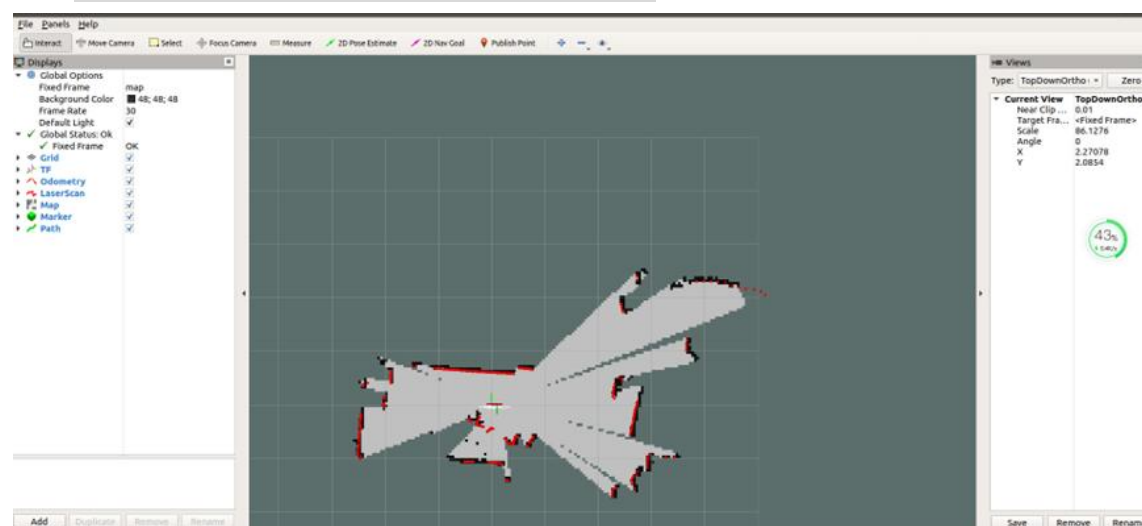 File Panels Help
Interact Move Camera Select Focus Camera Measure 2D Pose Estimate 2D Nav Goal Publish Point
Displays
Global Options
Fixed Frame map
Background Color 48; 48; 48
Frame Rate 30
Default Light
Global Status: Ok
Fixed Frame OK
Grid
TF
Odometry
LaserScan
Map
Marker
Path
Add Duplicate Remove Rename
Views
Type: TopDownOrtho Zero
Current View TopDownOrtho
Near Clip ... 0.01
Target Fra... <Fixed Frame>
Scale 86.1276
Angle 0
X 2.27078
Y 2.0854
43%
Save Remove Renam